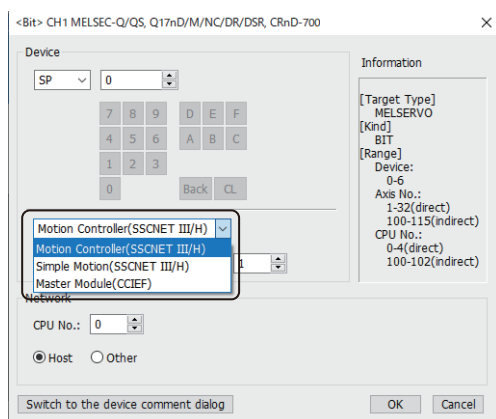 <Bit> CH1 MELSEC-Q/QS, Q17nD/M/NC/DR/DSR, CRnD-700
Device
SP 0
7 8 9 D E F
4 5 6 A B C
1 2 3
0 Back CL
Motion Controller(SSCNET III/H)
Motion Controller(SSCNET III/H)
Simple Motion(SSCNET III/H)
Master Module(CCIEF)
1
Network
CPU No.: 0
Host Other
Information
[Target Type]
MELSERVO
[Kind]
BIT
[Range]
Device:
0-6
Axis No.:
1-32(direct)
100-115(indirect)
CPU No.:
0-4(direct)
100-102(indirect)
Switch to the device comment dialog OK Cancel